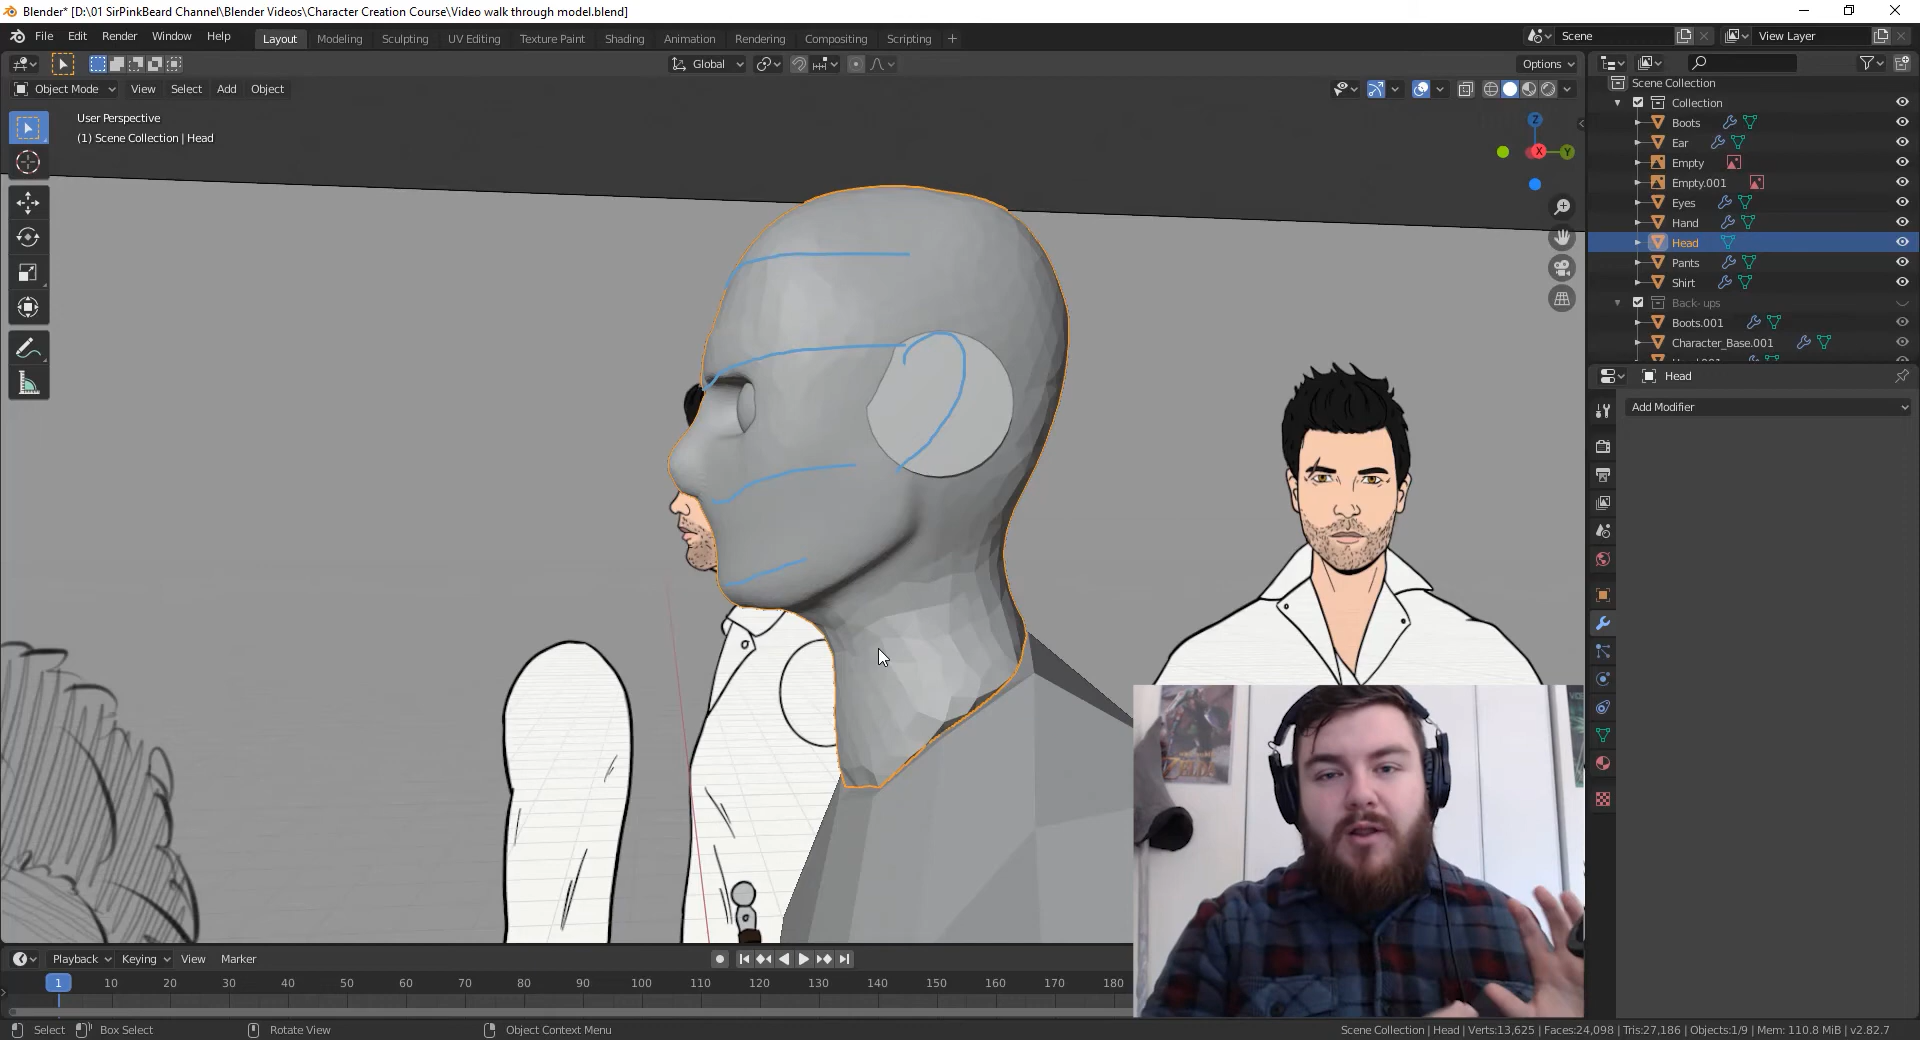 Blender* [D:\01 SirPinkBeard Channel\Blender Videos\Character Creation Course\Video walk through model.blend]
File Edit Render Window Help Layout Modeling Sculpting UV Editing Texture Paint Shading Animation Rendering Compositing Scripting + Scene View Layer
Global Options
Object Mode View Select Add Object
User Perspective
(1) Scene Collection | Head
Z
X
Y
Scene Collection
Collection
Boots
Ear
Empty
Empty.001
Eyes
Hand
Head
Pants
Shirt
Back-ups
Boots.001
Character_Base.001
Head
Add Modifier
ZELDA
Playback Keying View Marker
1 10 20 30 40 50 60 70 80 90 100 110 120 130 140 150 160 170 180
Select Box Select Rotate View Object Context Menu
Scene Collection | Head | Verts:13,625 | Faces:24,098 | Tris:27,186 | Objects:1/9 | Mem: 110.8 MiB | v2.82.7